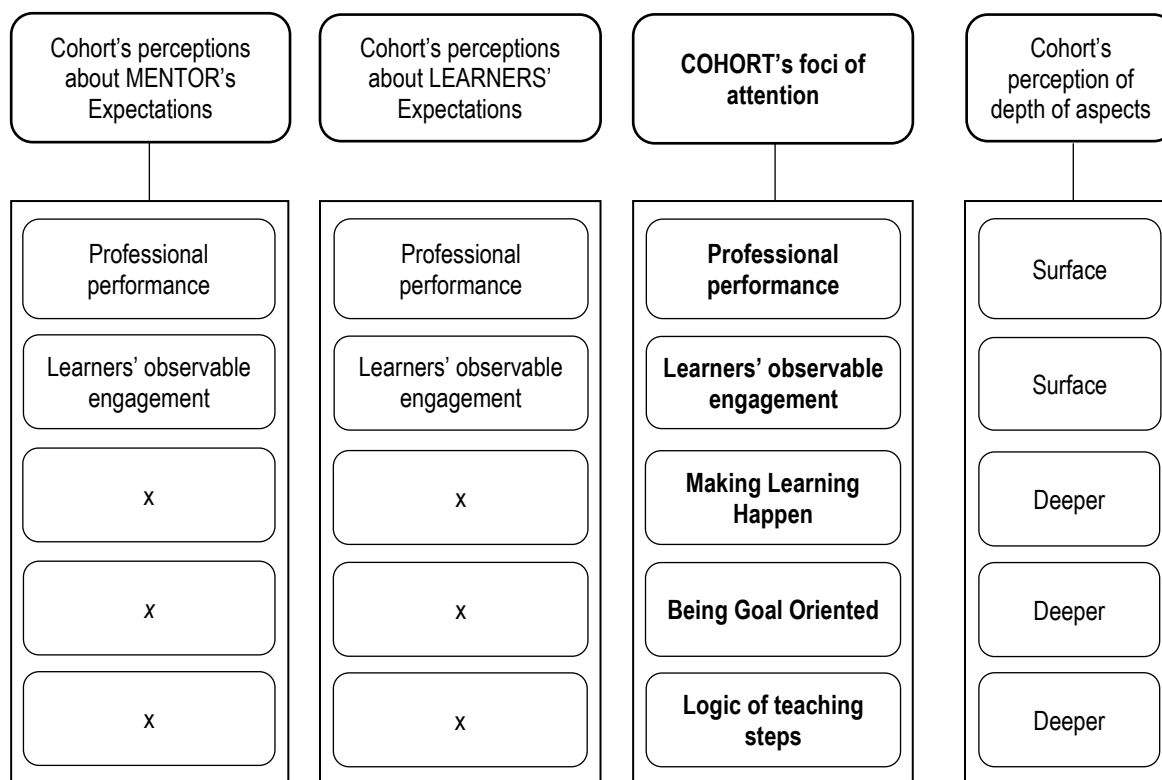 Cohort’s perceptions
about MENTOR’s
Expectations
Cohort’s perceptions
about LEARNERS’
Expectations
COHORT’s foci of
attention
Cohort’s
perception of
depth of aspects
Professional
performance
Professional
performance
Professional
performance
Surface
Learners’ observable
engagement
Learners’ observable
engagement
Learners’ observable
engagement
Surface
x
x
Making Learning
Happen
Deeper
x
x
Being Goal Oriented
Deeper
x
x
Logic of teaching
steps
Deeper